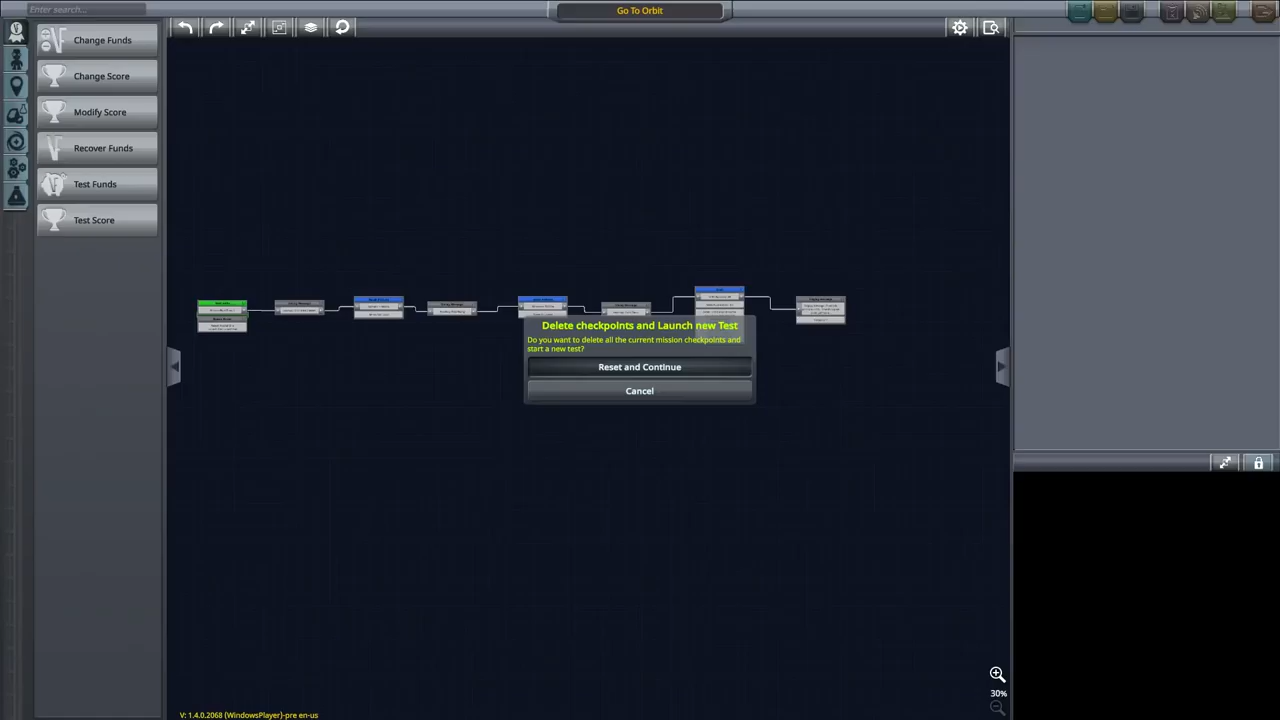 Enter search...
Go To Orbit
Change Funds
Change Score
Modify Score
Recover Funds
Test Funds
Test Score
Delete checkpoints and Launch new Test
Do you want to delete all the current mission checkpoints and
start a new test?
Reset and Continue
Cancel
30%
V: 1.4.0.2068 (WindowsPlayer)-pre en-us